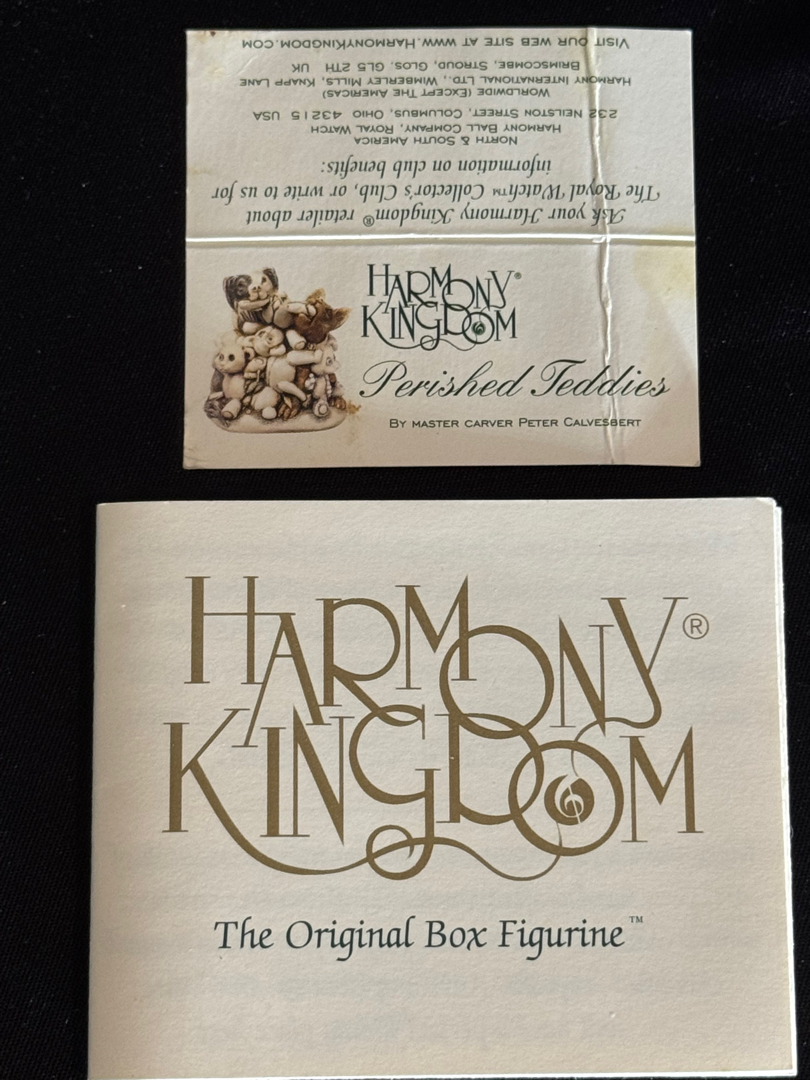 Ask your Harmony Kingdom® retailer about
The Royal Watch™ Collector's Club, or write to us for
information on club benefits:
NORTH & SOUTH AMERICA
HARMONY BALL COMPANY, ROYAL WATCH
232 NEILSTON STREET, COLUMBUS, OHIO 43215 USA
WORLDWIDE (EXCEPT THE AMERICAS)
HARMONY INTERNATIONAL LTD., WIMBERLEY MILLS, KNAPP LANE
BRIMSCOMBE, STROUD, GLOS, GL5 2TH UK
VISIT OUR WEB SITE AT WWW.HARMONYKINGDOM.COM
HARMONY®
KINGDOM
Perished Teddies
BY MASTER CARVER PETER CALVESBERT
HARMONY®
KINGDOM
The Original Box Figurine™